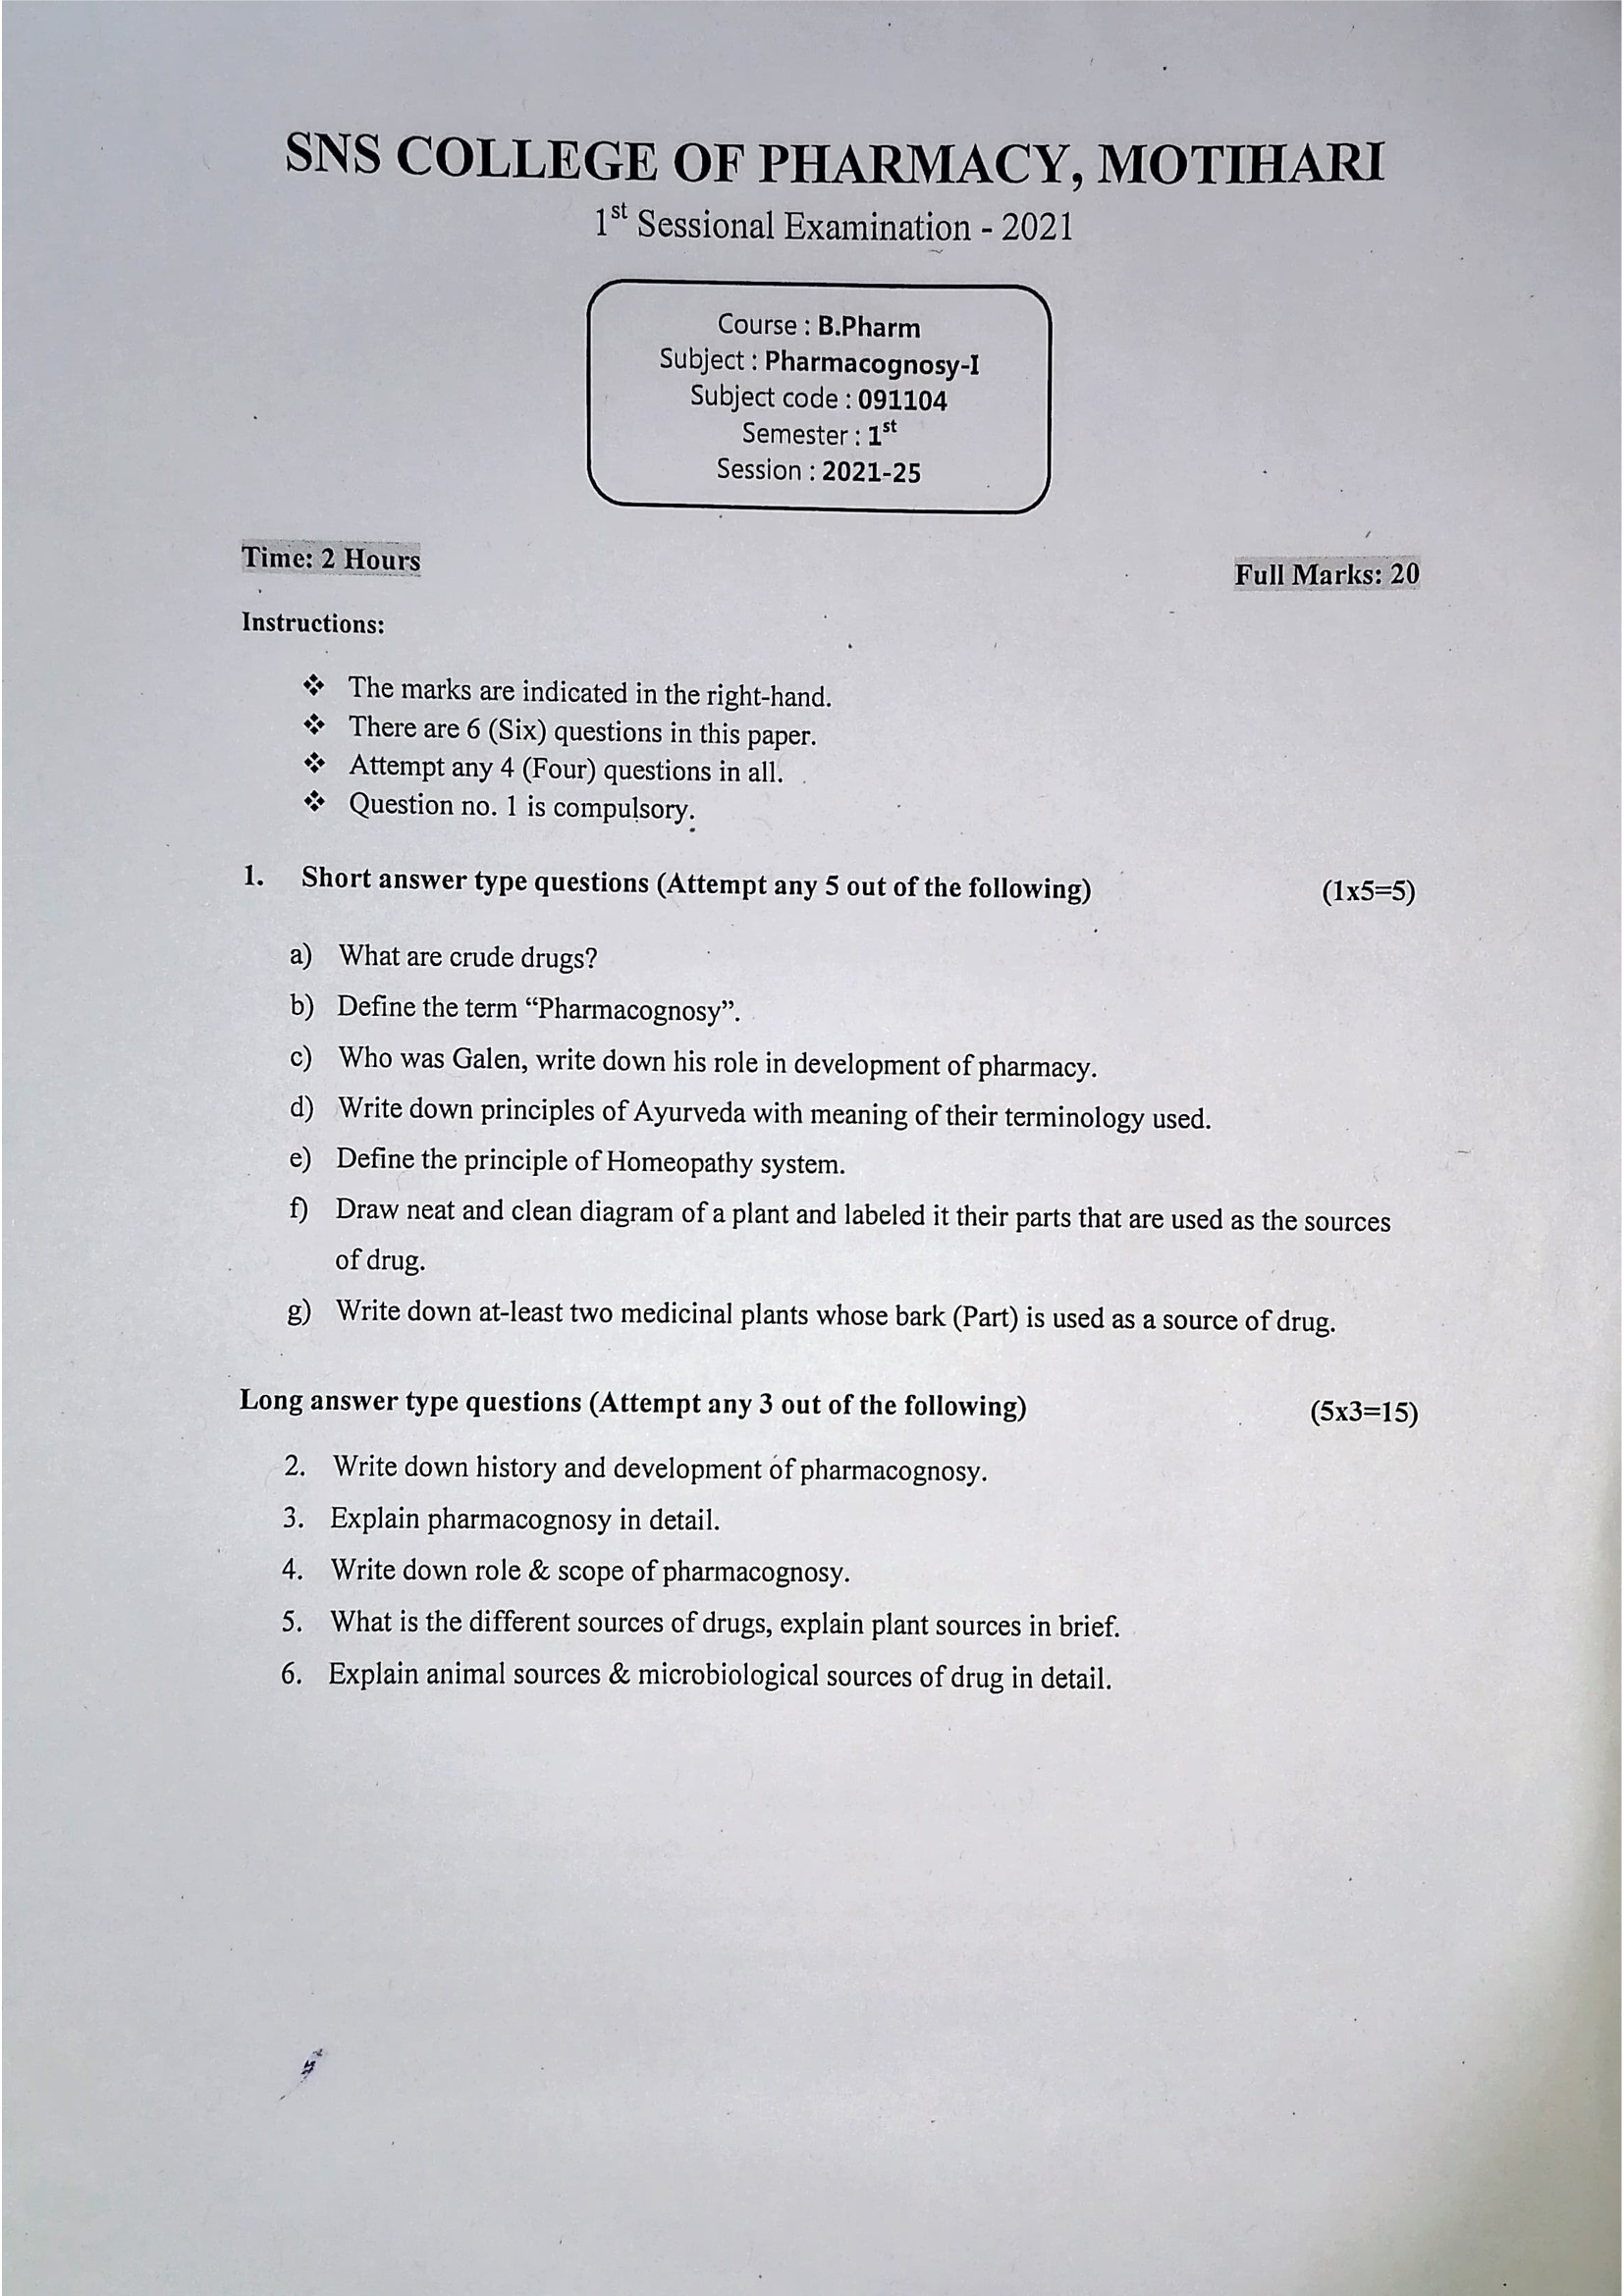 SNS COLLEGE OF PHARMACY, MOTIHARI
1st Sessional Examination - 2021
Course : B.Pharm
Subject : Pharmacognosy-I
Subject code : 091104
Semester : 1st
Session : 2021-25
Time: 2 Hours
Full Marks: 20
Instructions:
❖ The marks are indicated in the right-hand.
❖ There are 6 (Six) questions in this paper.
❖ Attempt any 4 (Four) questions in all.
❖ Question no. 1 is compulsory.
1. Short answer type questions (Attempt any 5 out of the following) (1x5=5)
a) What are crude drugs?
b) Define the term “Pharmacognosy”.
c) Who was Galen, write down his role in development of pharmacy.
d) Write down principles of Ayurveda with meaning of their terminology used.
e) Define the principle of Homeopathy system.
f) Draw neat and clean diagram of a plant and labeled it their parts that are used as the sources
of drug.
g) Write down at-least two medicinal plants whose bark (Part) is used as a source of drug.
Long answer type questions (Attempt any 3 out of the following) (5x3=15)
2. Write down history and development of pharmacognosy.
3. Explain pharmacognosy in detail.
4. Write down role & scope of pharmacognosy.
5. What is the different sources of drugs, explain plant sources in brief.
6. Explain animal sources & microbiological sources of drug in detail.